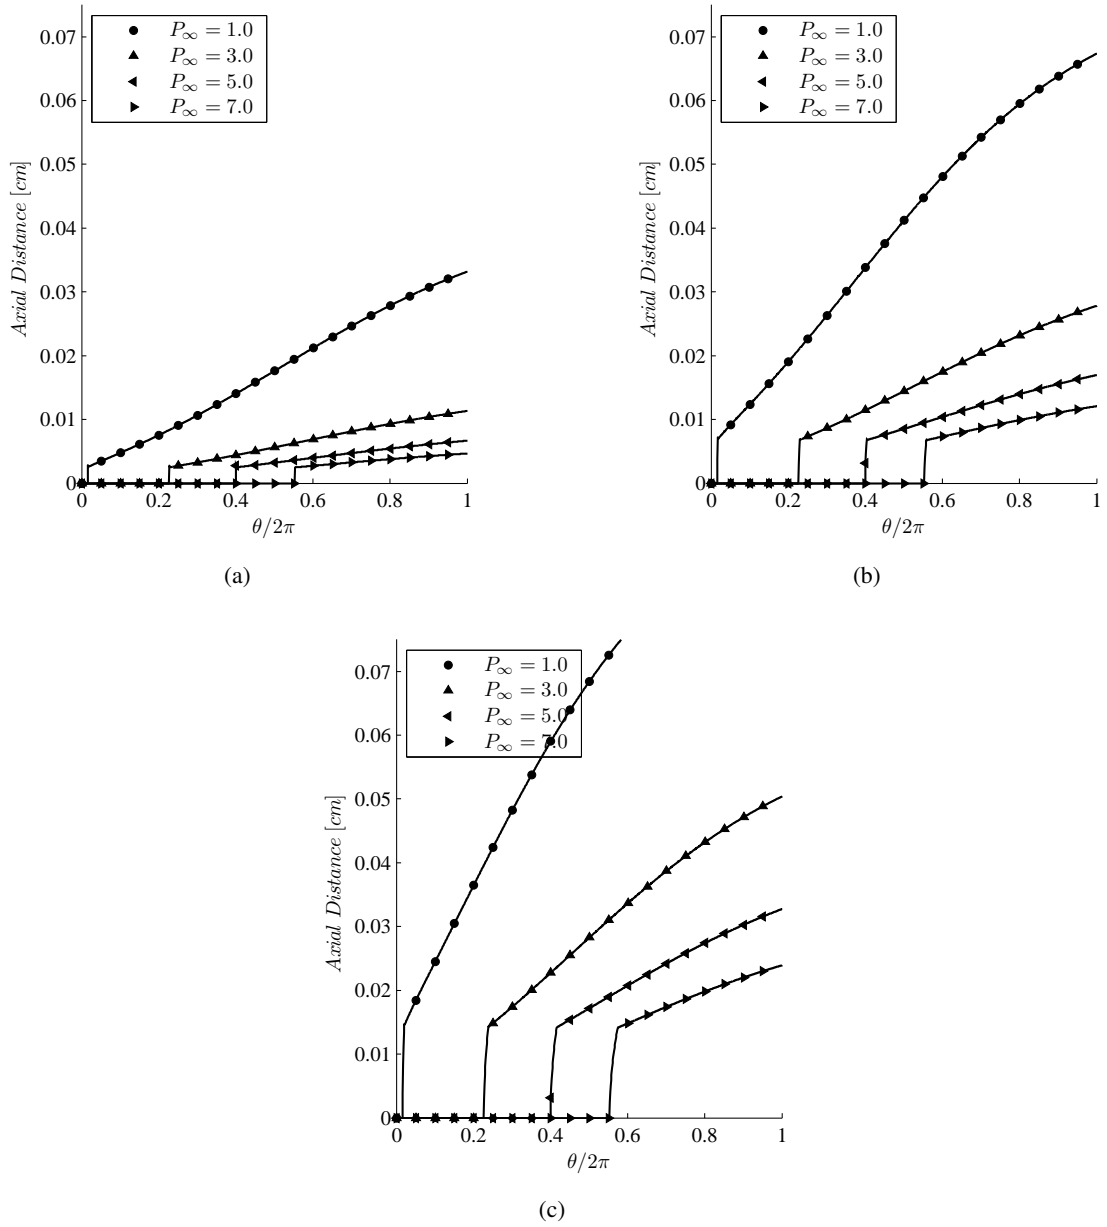 P∞ = 1.0
P∞ = 3.0
P∞ = 5.0
P∞ = 7.0
0.07
0.06
0.05
0.04
0.03
0.02
0.01
0
Axial Distance [cm]
0 0.2 0.4 0.6 0.8 1
θ/2π
(a)
P∞ = 1.0
P∞ = 3.0
P∞ = 5.0
P∞ = 7.0
0.07
0.06
0.05
0.04
0.03
0.02
0.01
0
Axial Distance [cm]
0 0.2 0.4 0.6 0.8 1
θ/2π
(b)
P∞ = 1.0
P∞ = 3.0
P∞ = 5.0
P∞ = 7.0
0.07
0.06
0.05
0.04
0.03
0.02
0.01
0
Axial Distance [cm]
0 0.2 0.4 0.6 0.8 1
θ/2π
(c)